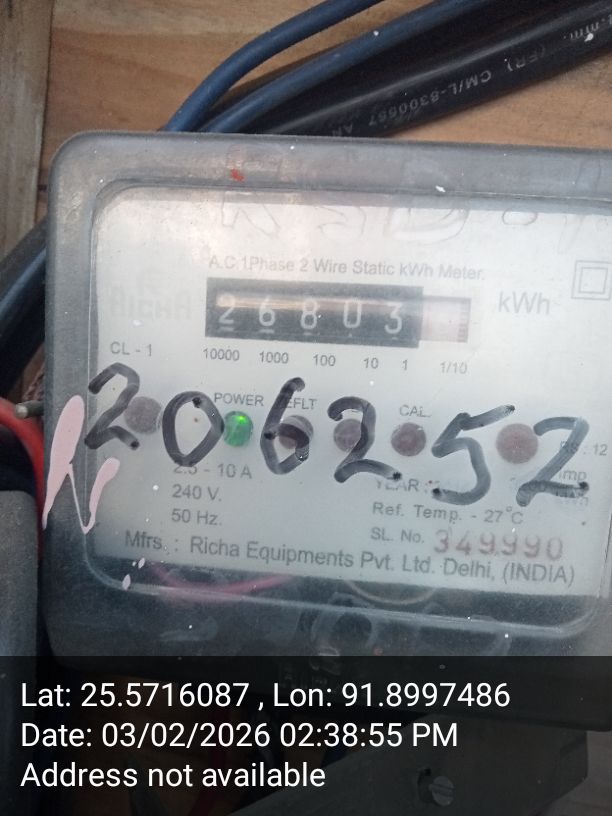 A.C.1Phase 2 Wire Static kWh Meter.
RICHA
26803
kWh
CL - 1
10000 1000 100 10 1 1/10
POWER
CAL.
206252
2.5 - 10 A
240 V.
50 Hz.
YEAR
Ref. Temp. - 27°C
SL. No. 349990
Mfrs. : Richa Equipments Pvt. Ltd. Delhi, (INDIA)
Lat: 25.5716087 , Lon: 91.8997486
Date: 03/02/2026 02:38:55 PM
Address not available